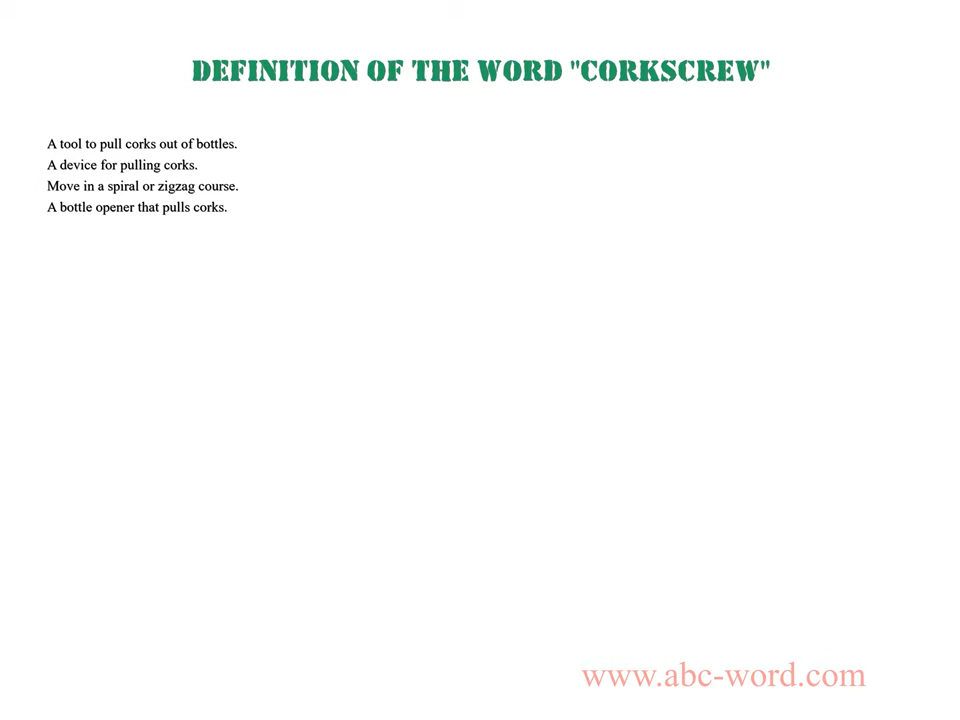 DEFINITION OF THE WORD "CORKSCREW"
A tool to pull corks out of bottles.
A device for pulling corks.
Move in a spiral or zigzag course.
A bottle opener that pulls corks.
www.abc-word.com